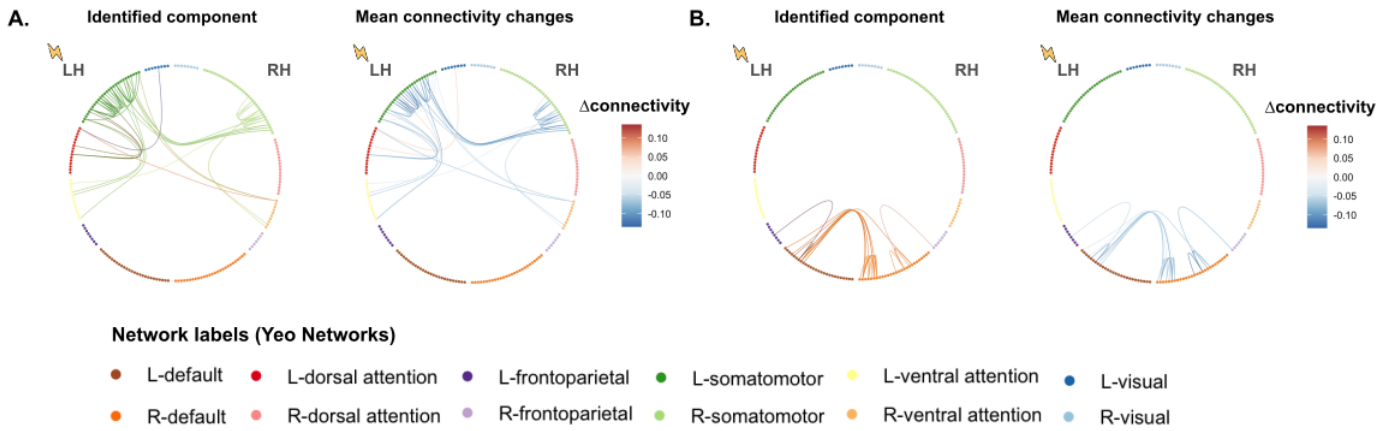 A. Identified component Mean connectivity changes B. Identified component Mean connectivity changes
LH RH LH RH LH RH LH RH
Δconnectivity Δconnectivity
0.10 0.10
0.05 0.05
0.00 0.00
-0.05 -0.05
-0.10 -0.10
Network labels (Yeo Networks)
L-default L-dorsal attention L-frontoparietal L-somatomotor L-ventral attention L-visual
R-default R-dorsal attention R-frontoparietal R-somatomotor R-ventral attention R-visual